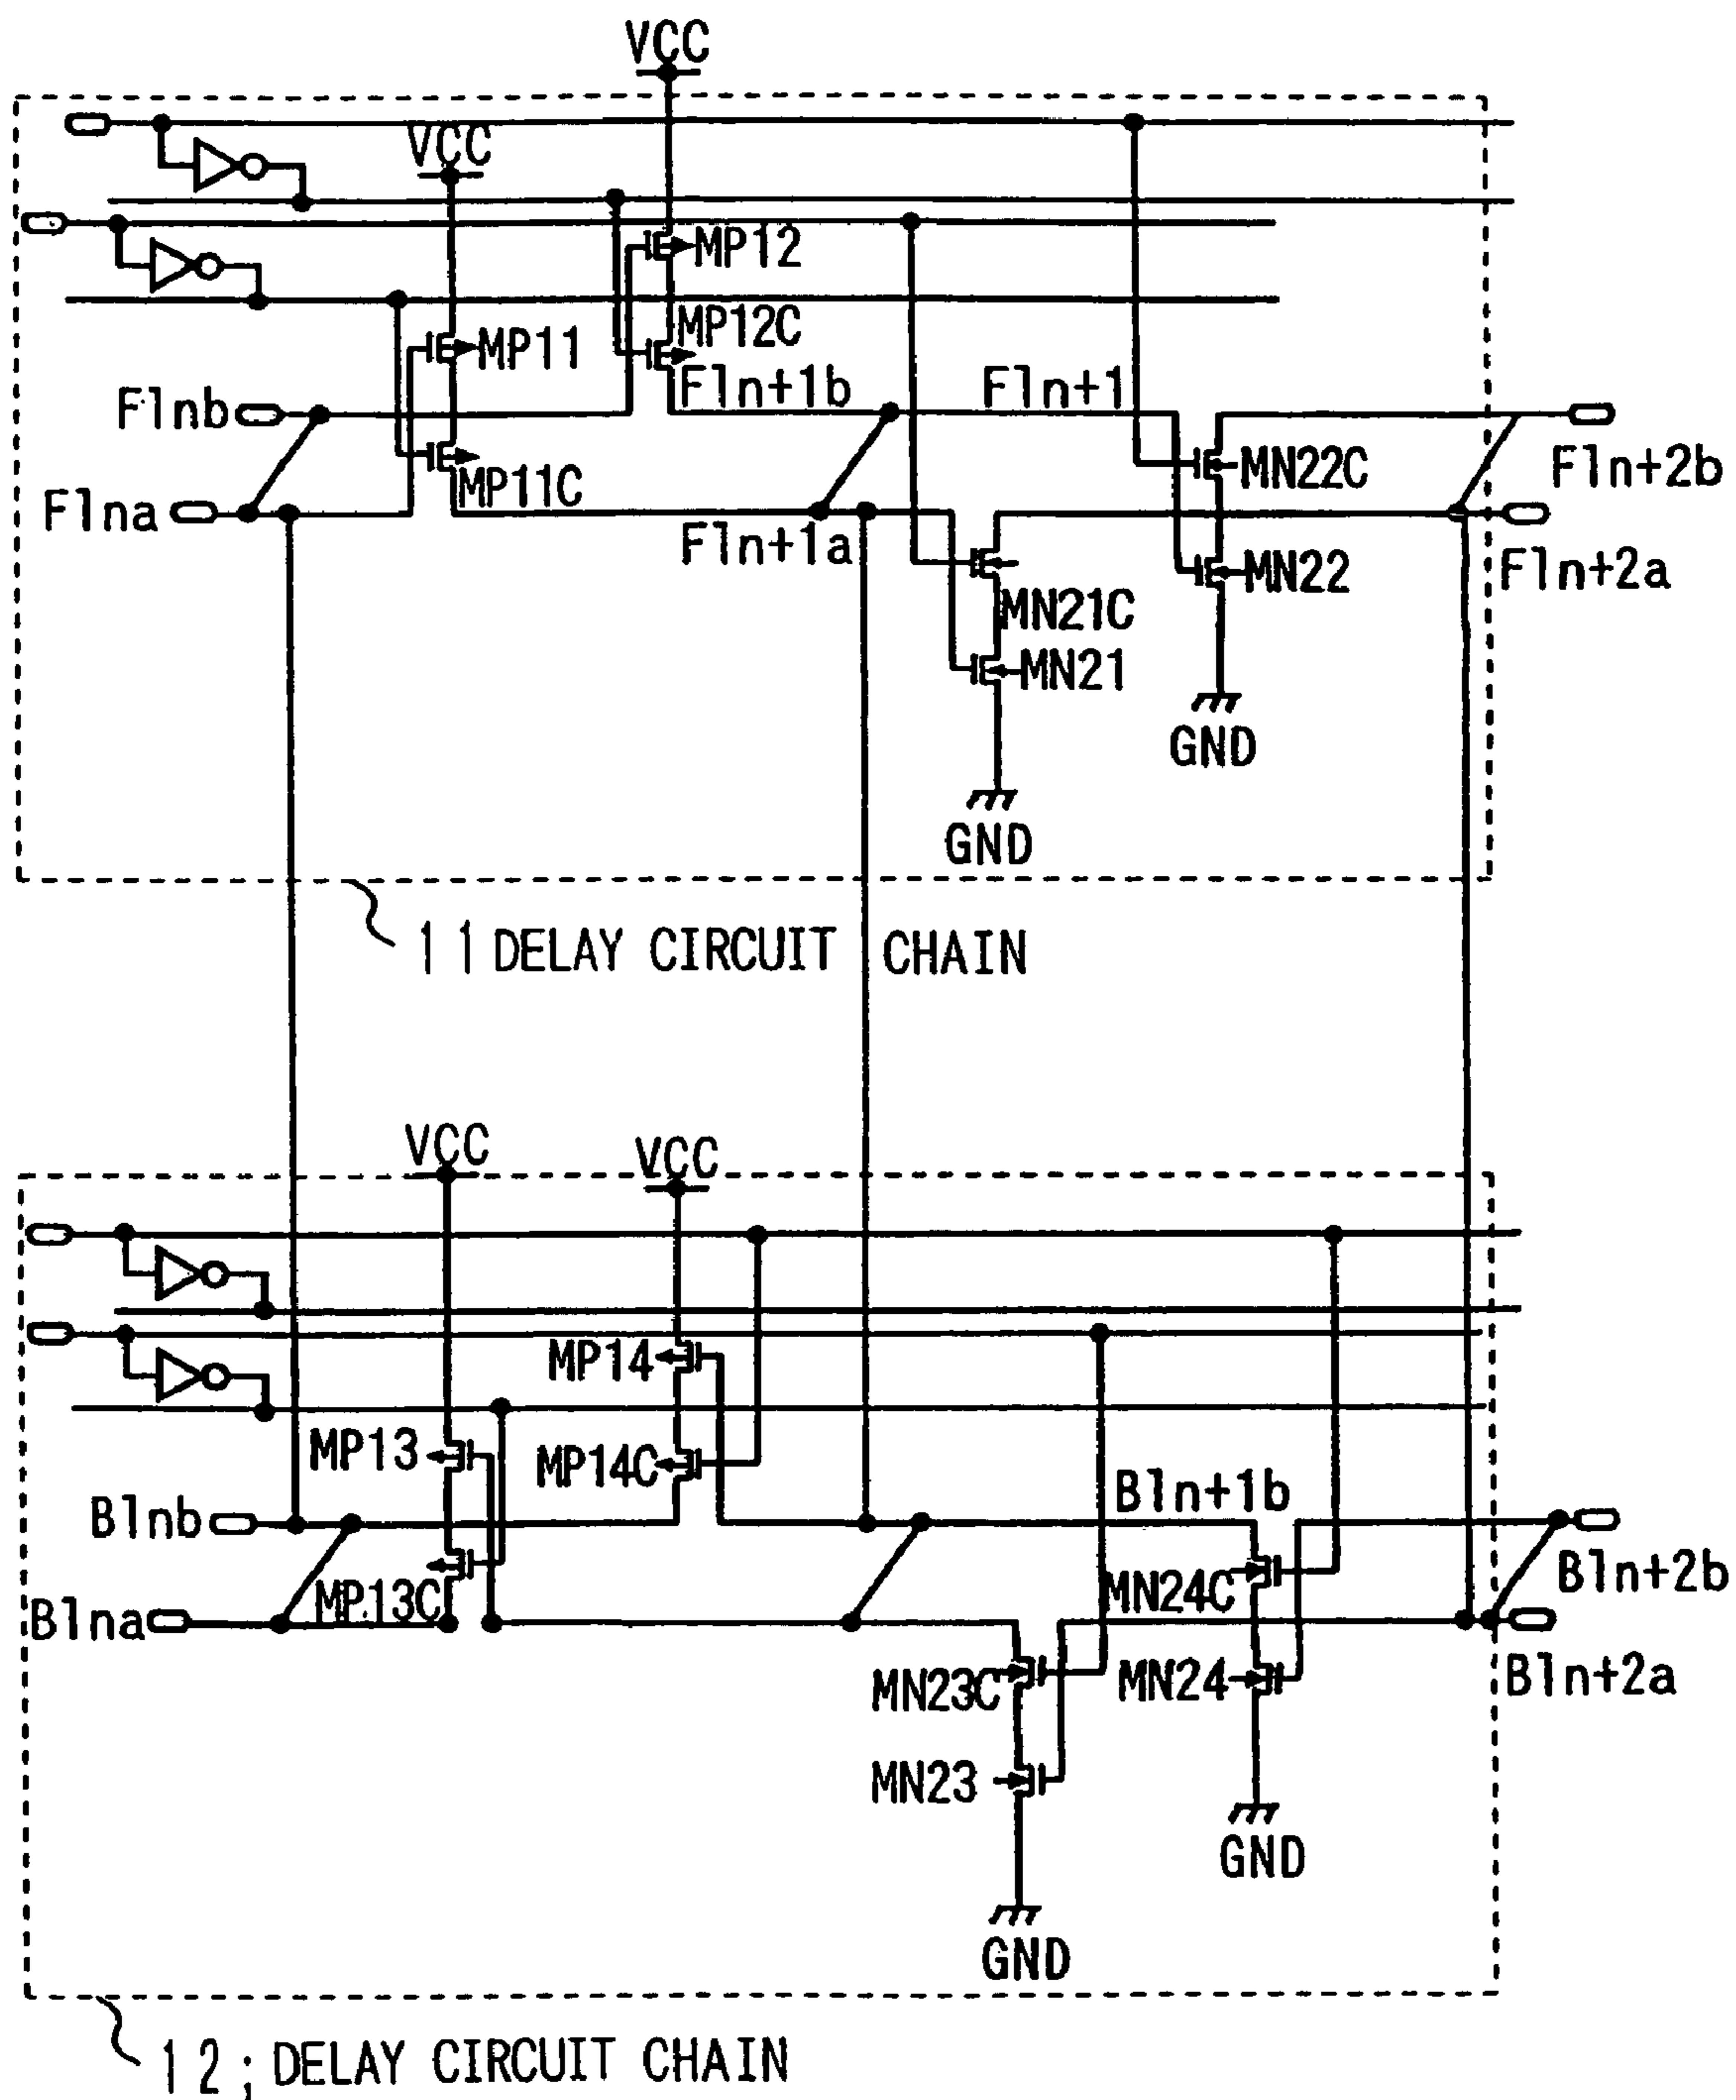 VCC
VCC
MP12
MP12C
MP11
Flnb
Fln+1b
Fln+1
MP11C
MN22C
Fln+2b
Flna
Fln+1a
MN22
Fln+2a
MN21C
MN21
GND
GND
11 DELAY CIRCUIT CHAIN
VCC
VCC
MP14
MP13
MP14C
Bln+1b
Blnb
MP13C
MN24C
Bln+2b
Blna
MN23C
MN24
Bln+2a
MN23
GND
GND
12; DELAY CIRCUIT CHAIN